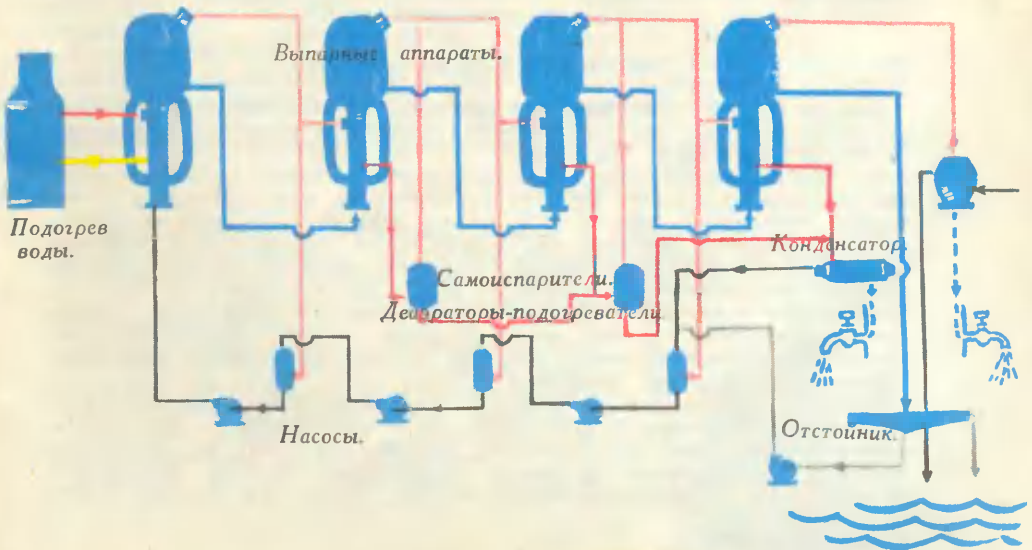 Выпарные аппараты.
Подогрев
воды.
Конденсатор.
Самоиспарители.
Деаэраторы-подогреватели.
Насосы.
Отстойник.